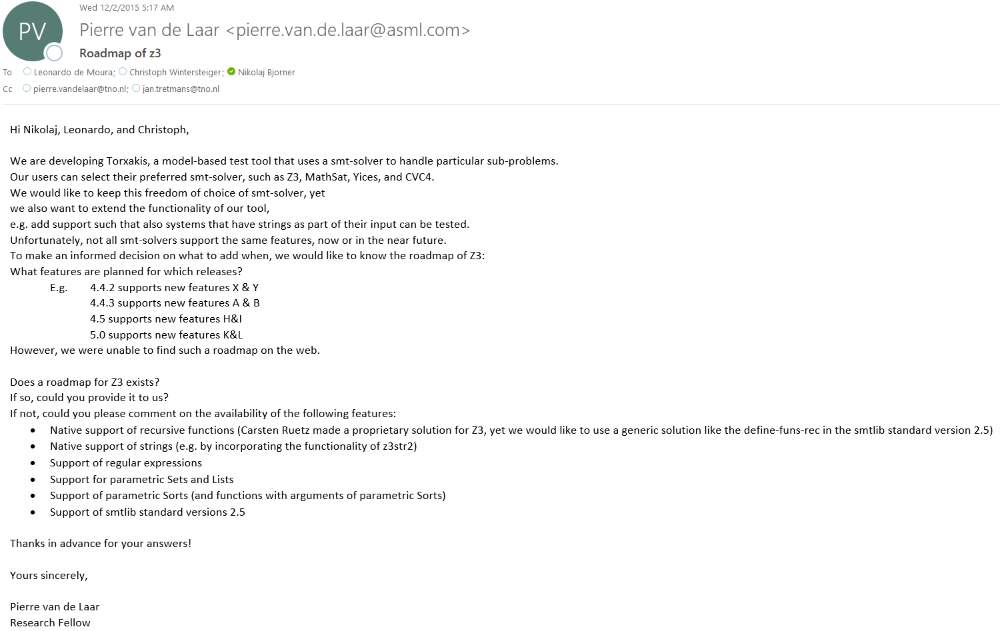 Wed 12/2/2015 5:17 AM
PV
Pierre van de Laar <pierre.van.de.laar@asml.com>
Roadmap of z3
To Leonardo de Moura; Christoph Wintersteiger; Nikolaj Bjorner
Cc pierre.vandelaar@tno.nl; jan.tretmans@tno.nl
Hi Nikolaj, Leonardo, and Christoph,
We are developing Torxakis, a model-based test tool that uses a smt-solver to handle particular sub-problems.
Our users can select their preferred smt-solver, such as Z3, MathSat, Yices, and CVC4.
We would like to keep this freedom of choice of smt-solver, yet
we also want to extend the functionality of our tool,
e.g. add support such that also systems that have strings as part of their input can be tested.
Unfortunately, not all smt-solvers support the same features, now or in the near future.
To make an informed decision on what to add when, we would like to know the roadmap of Z3:
What features are planned for which releases?
E.g. 4.4.2 supports new features X & Y
4.4.3 supports new features A & B
4.5 supports new features H&I
5.0 supports new features K&L
However, we were unable to find such a roadmap on the web.
Does a roadmap for Z3 exists?
If so, could you provide it to us?
If not, could you please comment on the availability of the following features:
• Native support of recursive functions (Carsten Ruetz made a proprietary solution for Z3, yet we would like to use a generic solution like the define-funs-rec in the smtlib standard version 2.5)
• Native support of strings (e.g. by incorporating the functionality of z3str2)
• Support of regular expressions
• Support for parametric Sets and Lists
• Support of parametric Sorts (and functions with arguments of parametric Sorts)
• Support of smtlib standard versions 2.5
Thanks in advance for your answers!
Yours sincerely,
Pierre van de Laar
Research Fellow